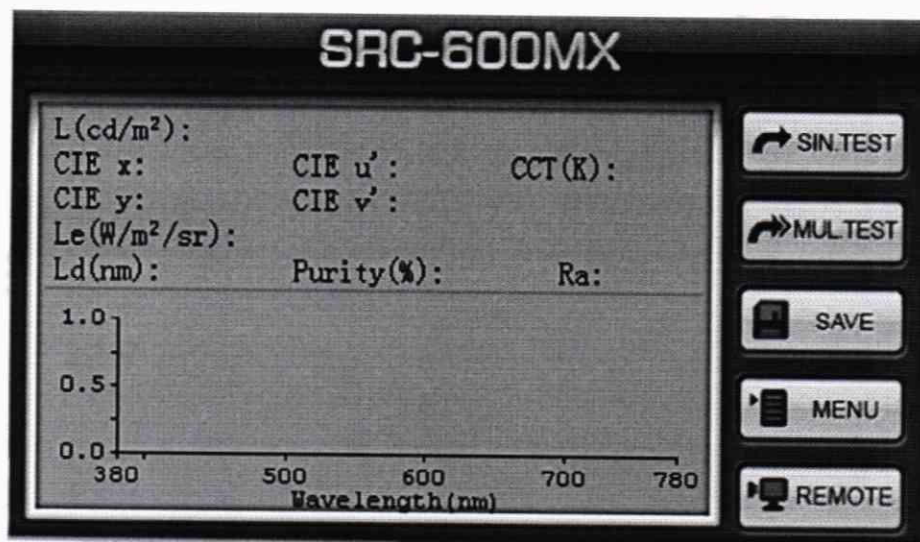 SRC-600MX
L(cd/m²):
CIE x: CIE u': CCT(K):
CIE y: CIE v':
Le(W/m²/sr):
Ld(nm): Purity(%): Ra:
1.0
0.5
0.0
380 500 600 700 780
Wavelength(nm)
SIN.TEST
MUL.TEST
SAVE
MENU
REMOTE